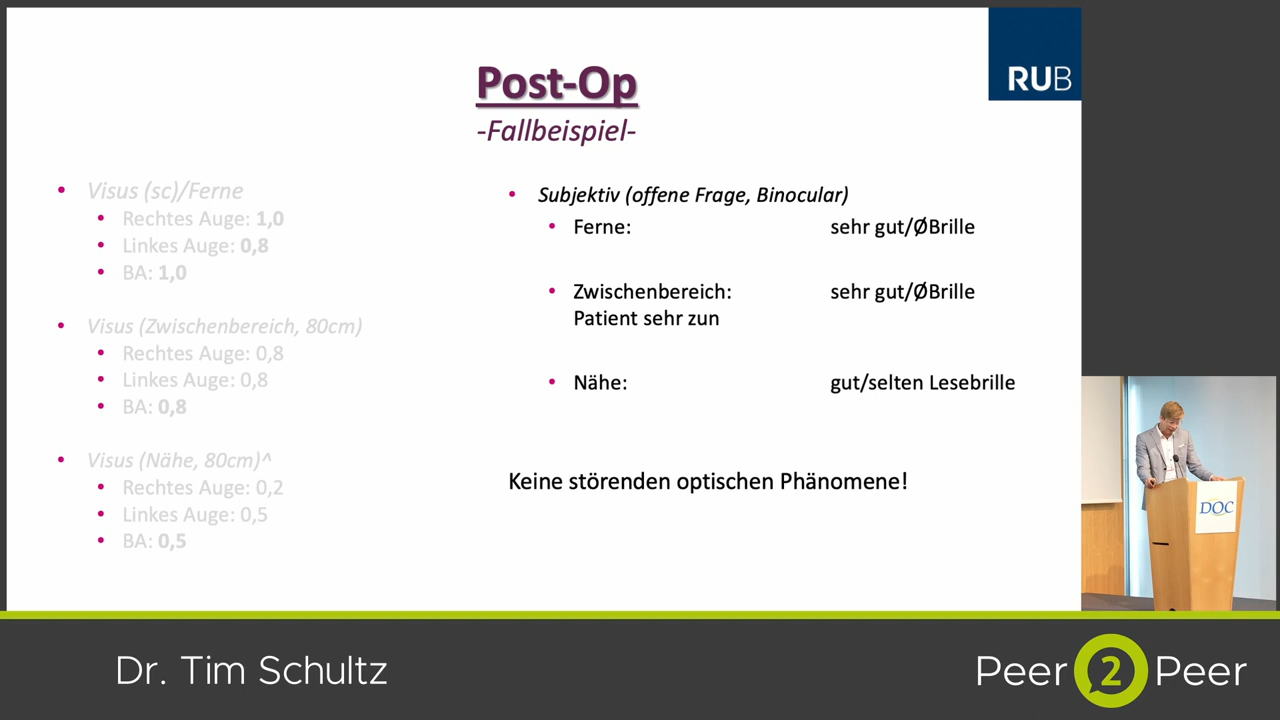 RUB
Post-Op
-Fallbeispiel-
• Visus (sc)/Ferne
• Rechtes Auge: 1,0
• Linkes Auge: 0,8
• BA: 1,0
• Visus (Zwischenbereich, 80cm)
• Rechtes Auge: 0,8
• Linkes Auge: 0,8
• BA: 0,8
• Visus (Nähe, 80cm)^
• Rechtes Auge: 0,2
• Linkes Auge: 0,5
• BA: 0,5
• Subjektiv (offene Frage, Binocular)
• Ferne: sehr gut/ØBrille
• Zwischenbereich: sehr gut/ØBrille
Patient sehr zun
• Nähe: gut/selten Lesebrille
Keine störenden optischen Phänomene!
DOC
Dr. Tim Schultz
Peer 2 Peer